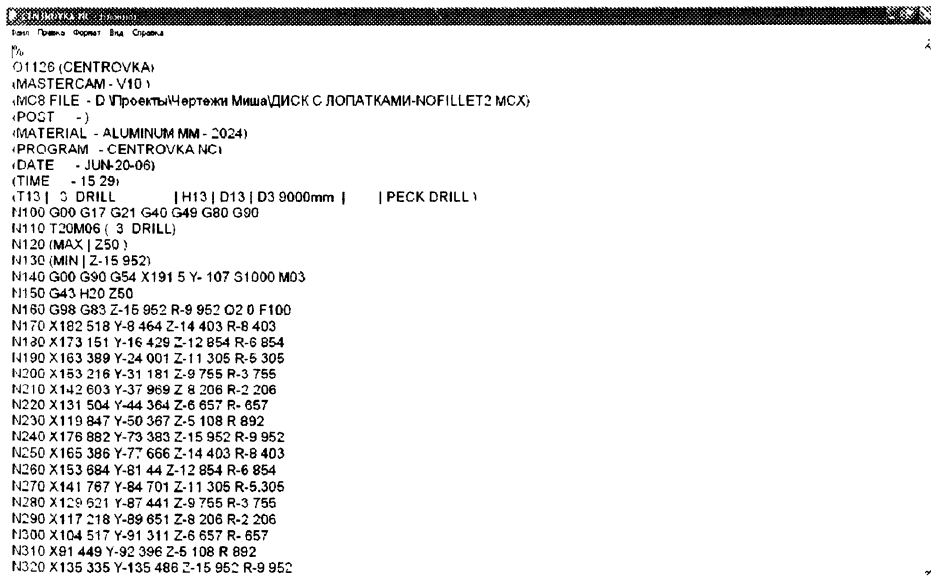 CENTROVKA.NC - Блокнот
Файл Правка Формат Вид Справка
%
O1126 (CENTROVKA)
(MASTERCAM - V10 )
(MC8 FILE - D \Проекты\Чертежи Миша\ДИСК С ЛОПАТКАМИ-NOFILLET2 MCX)
(POST - )
(MATERIAL - ALUMINUM MM - 2024)
(PROGRAM - CENTROVKA NC)
(DATE - JUN-20-06)
(TIME - 15 29)
(T13 | 3 DRILL | H13 | D13 | D3 9000mm | | PECK DRILL )
N100 G00 G17 G21 G40 G49 G80 G90
N110 T20M06 ( 3 DRILL)
N120 (MAX | Z50 )
N130 (MIN | Z-15 952)
N140 G00 G90 G54 X191 5 Y- 107 S1000 M03
N150 G43 H20 Z50
N160 G98 G83 Z-15 952 R-9 952 Q2 0 F100
N170 X182 518 Y-8 464 Z-14 403 R-8 403
N180 X173 151 Y-16 429 Z-12 854 R-6 854
N190 X163 389 Y-24 001 Z-11 305 R-5 305
N200 X153 216 Y-31 181 Z-9 755 R-3 755
N210 X142 603 Y-37 969 Z 8 206 R-2 206
N220 X131 504 Y-44 364 Z-6 657 R- 657
N230 X119 847 Y-50 367 Z-5 108 R 892
N240 X176 882 Y-73 383 Z-15 952 R-9 952
N250 X165 386 Y-77 666 Z-14 403 R-8 403
N260 X153 684 Y-81 44 Z-12 854 R-6 854
N270 X141 767 Y-84 701 Z-11 305 R-5.305
N280 X129 621 Y-87 441 Z-9 755 R-3 755
N290 X117 218 Y-89 651 Z-8 206 R-2 206
N300 X104 517 Y-91 311 Z-6 657 R- 657
N310 X91 449 Y-92 396 Z-5 108 R 892
N320 X135 335 Y-135 486 Z-15 952 R-9 952